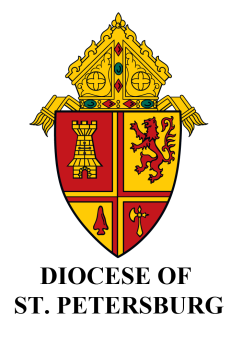 DIOCESE OF
ST. PETERSBURG